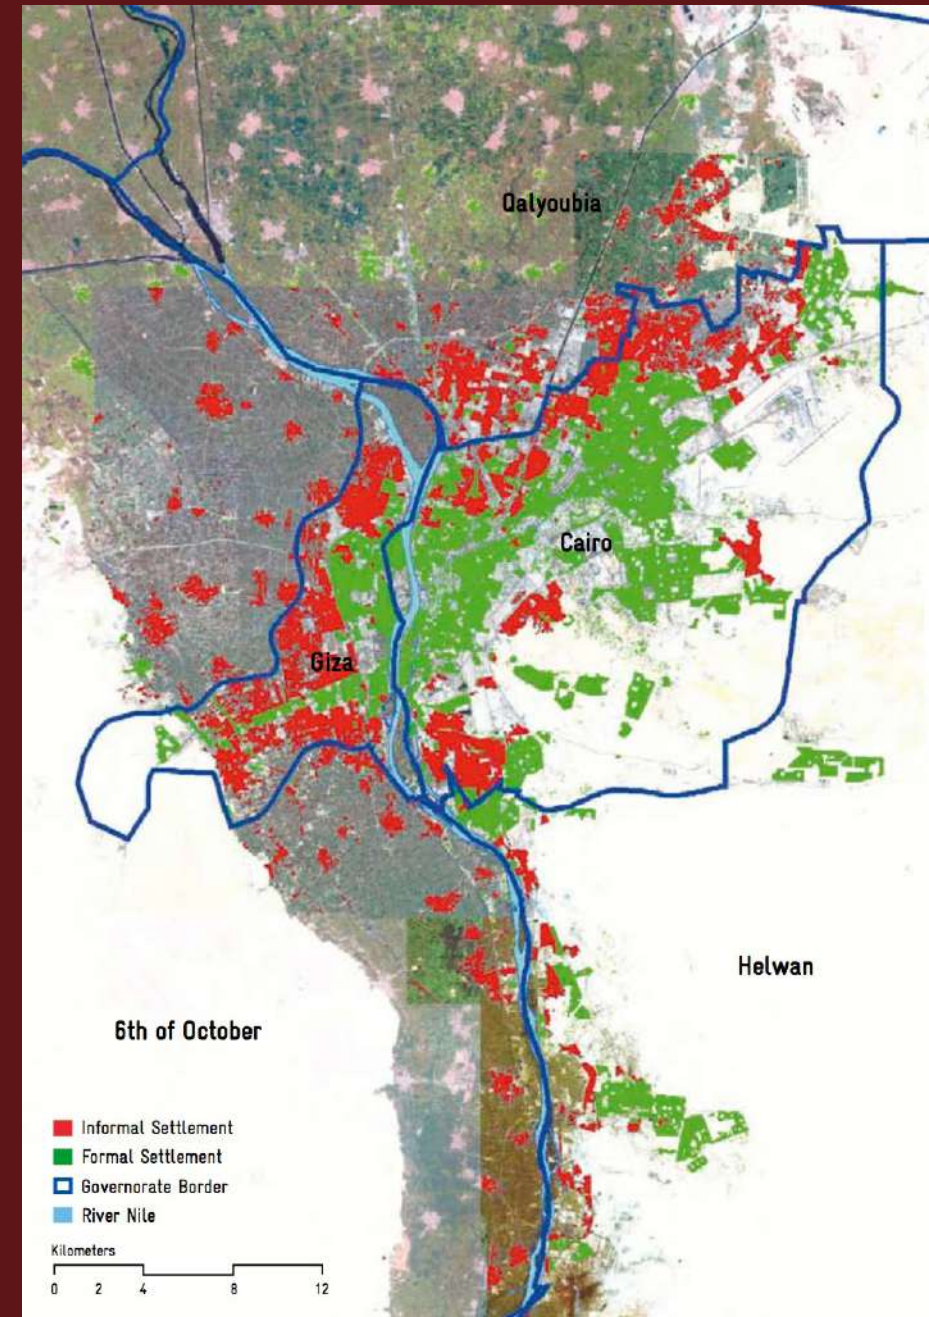 Qalyoubia
Cairo
Giza
Helwan
6th of October
Informal Settlement
Formal Settlement
Governorate Border
River Nile
Kilometers
0 2 4 8 12